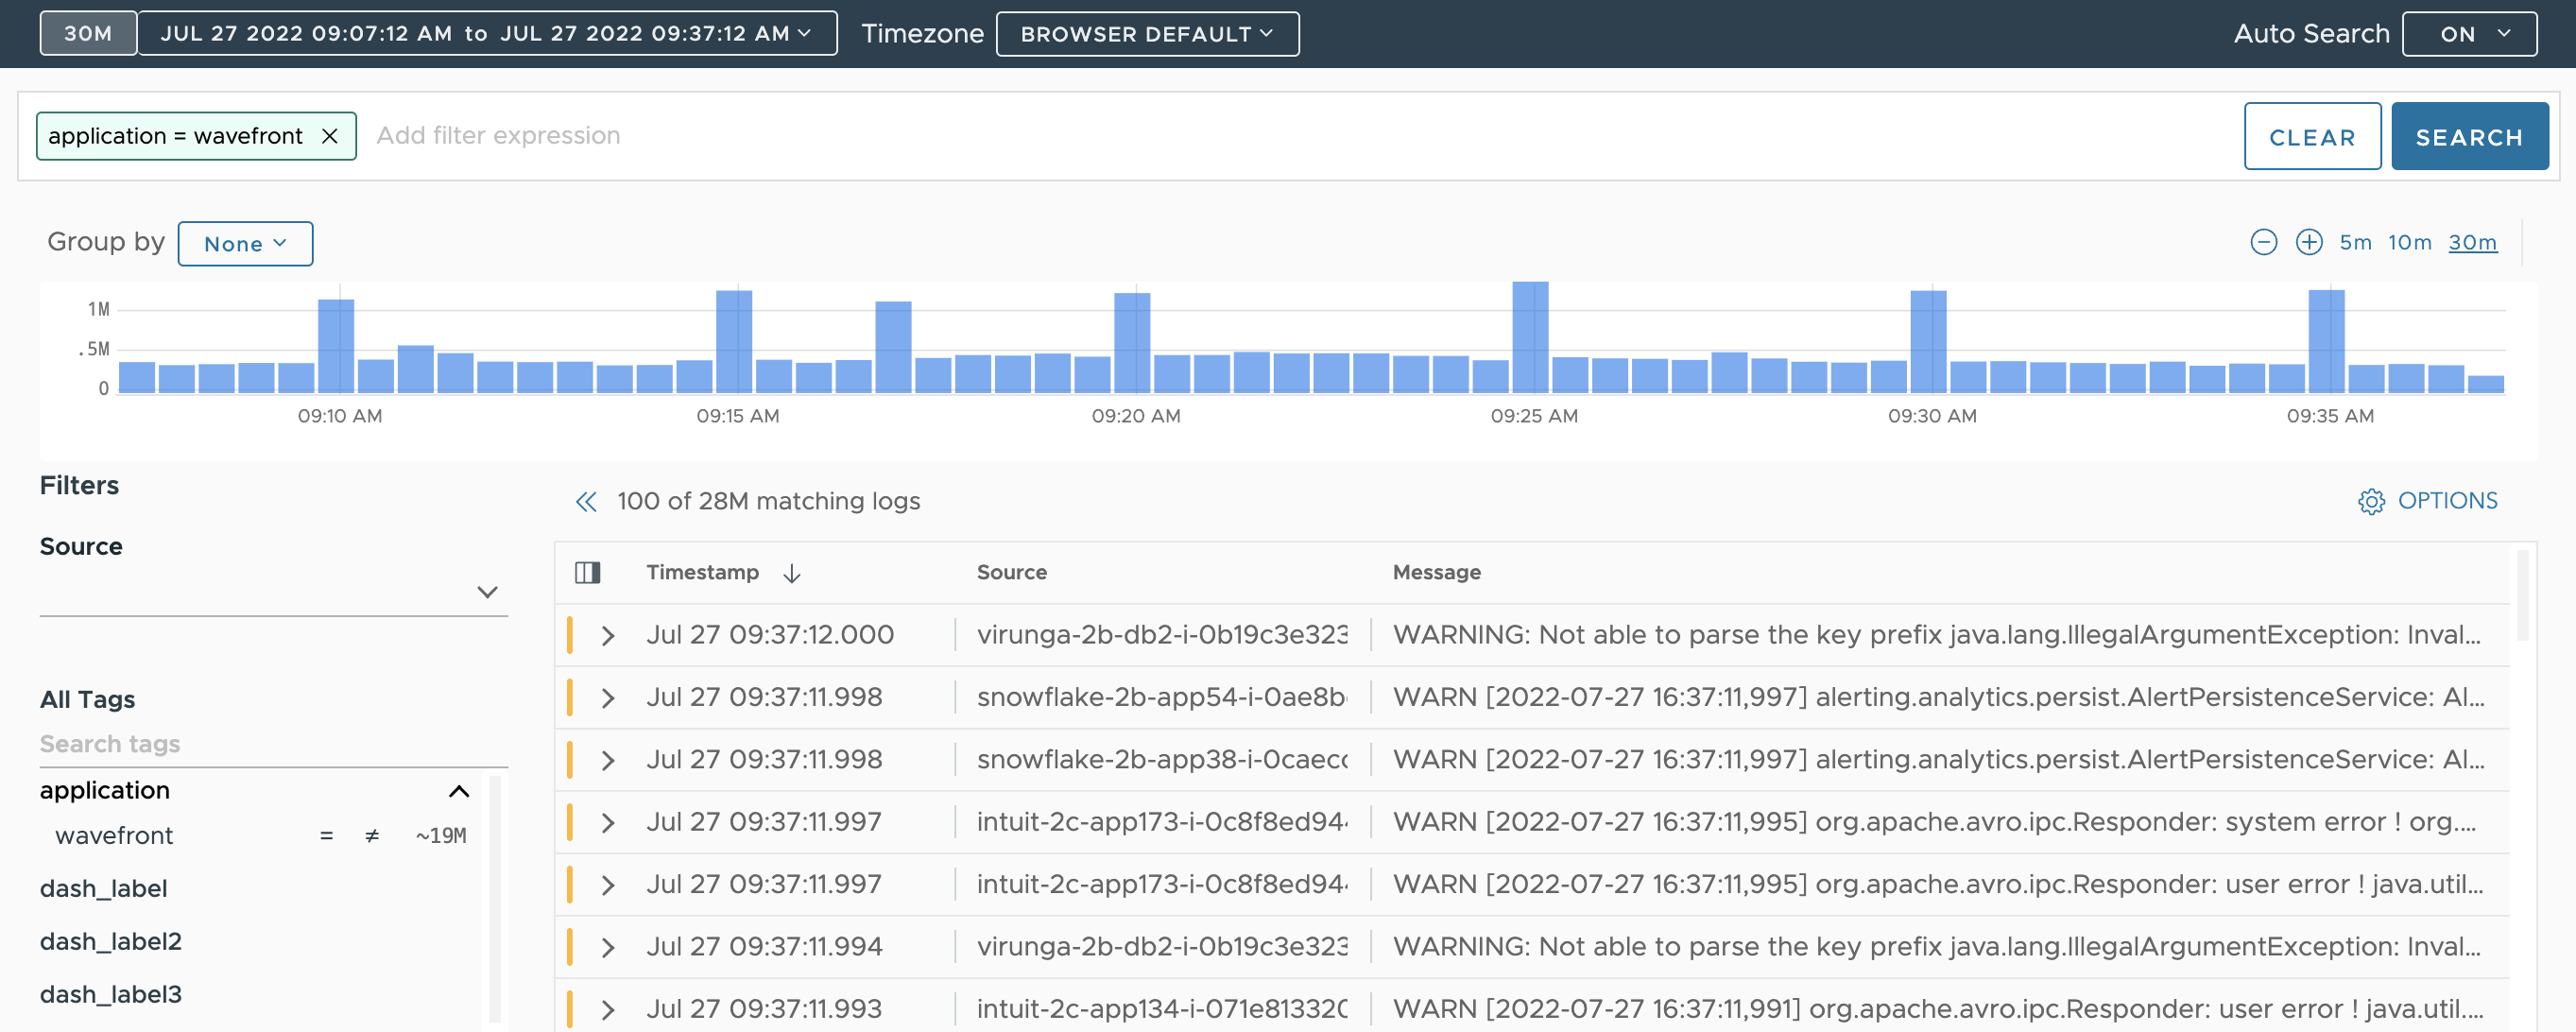 30M JUL 27 2022 09:07:12 AM to JUL 27 2022 09:37:12 AM Timezone BROWSER DEFAULT Auto Search ON
application = wavefront × Add filter expression CLEAR SEARCH
Group by None 5m 10m 30m
1M
.5M
0
09:10 AM 09:15 AM 09:20 AM 09:25 AM 09:30 AM 09:35 AM
Filters
100 of 28M matching logs OPTIONS
Source
Timestamp ↓ Source Message
Jul 27 09:37:12.000 virunga-2b-db2-i-0b19c3e323 WARNING: Not able to parse the key prefix java.lang.IllegalArgumentException: Inval...
Jul 27 09:37:11.998 snowflake-2b-app54-i-0ae8b WARN [2022-07-27 16:37:11,997] alerting.analytics.persist.AlertPersistenceService: Al...
Jul 27 09:37:11.998 snowflake-2b-app38-i-0caec WARN [2022-07-27 16:37:11,997] alerting.analytics.persist.AlertPersistenceService: Al...
Jul 27 09:37:11.997 intuit-2c-app173-i-0c8f8ed94 WARN [2022-07-27 16:37:11,995] org.apache.avro.ipc.Responder: system error ! org....
Jul 27 09:37:11.997 intuit-2c-app173-i-0c8f8ed94 WARN [2022-07-27 16:37:11,995] org.apache.avro.ipc.Responder: user error ! java.util...
Jul 27 09:37:11.994 virunga-2b-db2-i-0b19c3e323 WARNING: Not able to parse the key prefix java.lang.IllegalArgumentException: Inval...
Jul 27 09:37:11.993 intuit-2c-app134-i-071e813320 WARN [2022-07-27 16:37:11,991] org.apache.avro.ipc.Responder: user error ! java.util....
All Tags
Search tags
application
wavefront = ≠ ~19M
dash_label
dash_label2
dash_label3